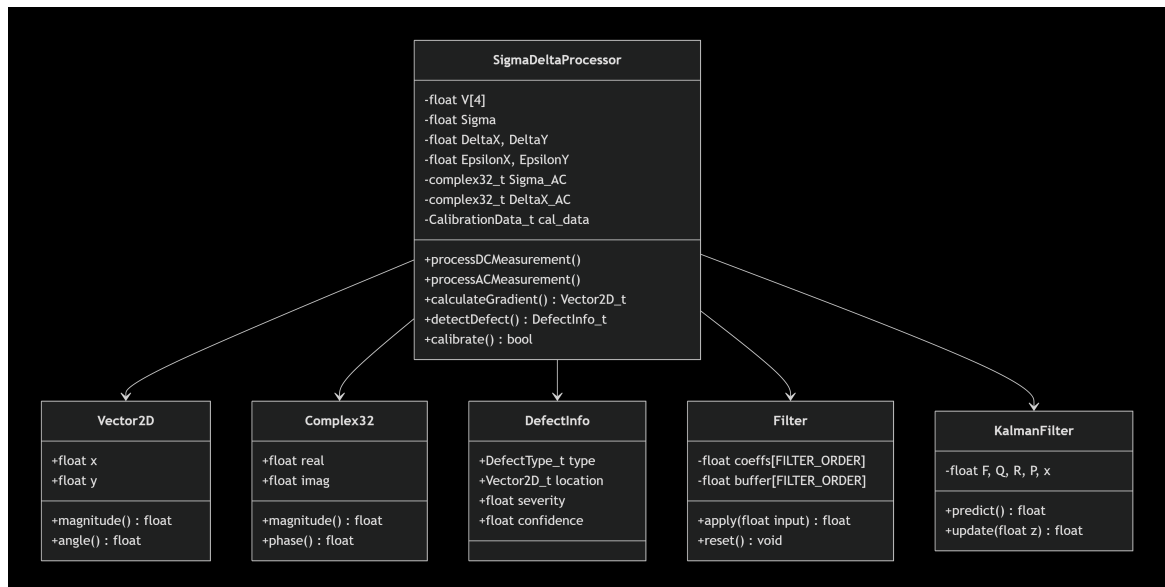 SigmaDeltaProcessor
-float V[4]
-float Sigma
-float DeltaX, DeltaY
-float EpsilonX, EpsilonY
-complex32_t Sigma_AC
-complex32_t DeltaX_AC
-CalibrationData_t cal_data
+processDCMeasurement()
+processACMeasurement()
+calculateGradient() : Vector2D_t
+detectDefect() : DefectInfo_t
+calibrate() : bool
Vector2D
+float x
+float y
+magnitude() : float
+angle() : float
Complex32
+float real
+float imag
+magnitude() : float
+phase() : float
DefectInfo
+DefectType_t type
+Vector2D_t location
+float severity
+float confidence
Filter
-float coeffs[FILTER_ORDER]
-float buffer[FILTER_ORDER]
+apply(float input) : float
+reset() : void
KalmanFilter
-float F, Q, R, P, x
+predict() : float
+update(float z) : float